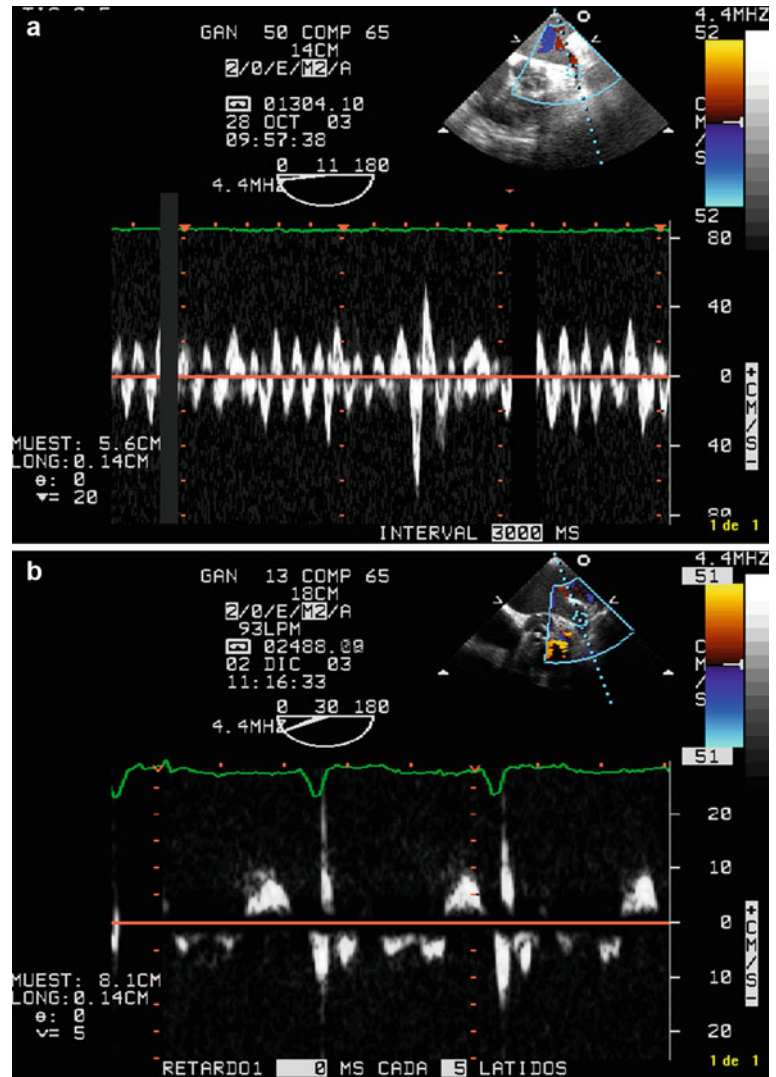 a
GAN 50 COMP 65
14CM
2/0/E/M2/A
01304.10
28 OCT 03
09:57:38
0 11 180
4.4MHZ
4.4MHZ
52
CM/S
52
80
40
0
40
80
+CM/S-
MUEST: 5.6CM
LONG:0.14CM
θ: 0
▼= 20
INTERVAL 3000 MS
1 de 1
b
GAN 13 COMP 65
18CM
2/0/E/M2/A
93LPM
02 DIC 03
11:16:33
0 30 180
4.4MHZ
4.4MHZ
51
CM/S
51
20
10
0
10
20
+CM/S-
MUEST: 8.1CM
LONG:0.14CM
θ: 0
v= 5
RETARDO1 0 MS CADA 5 LATIDOS
1 de 1